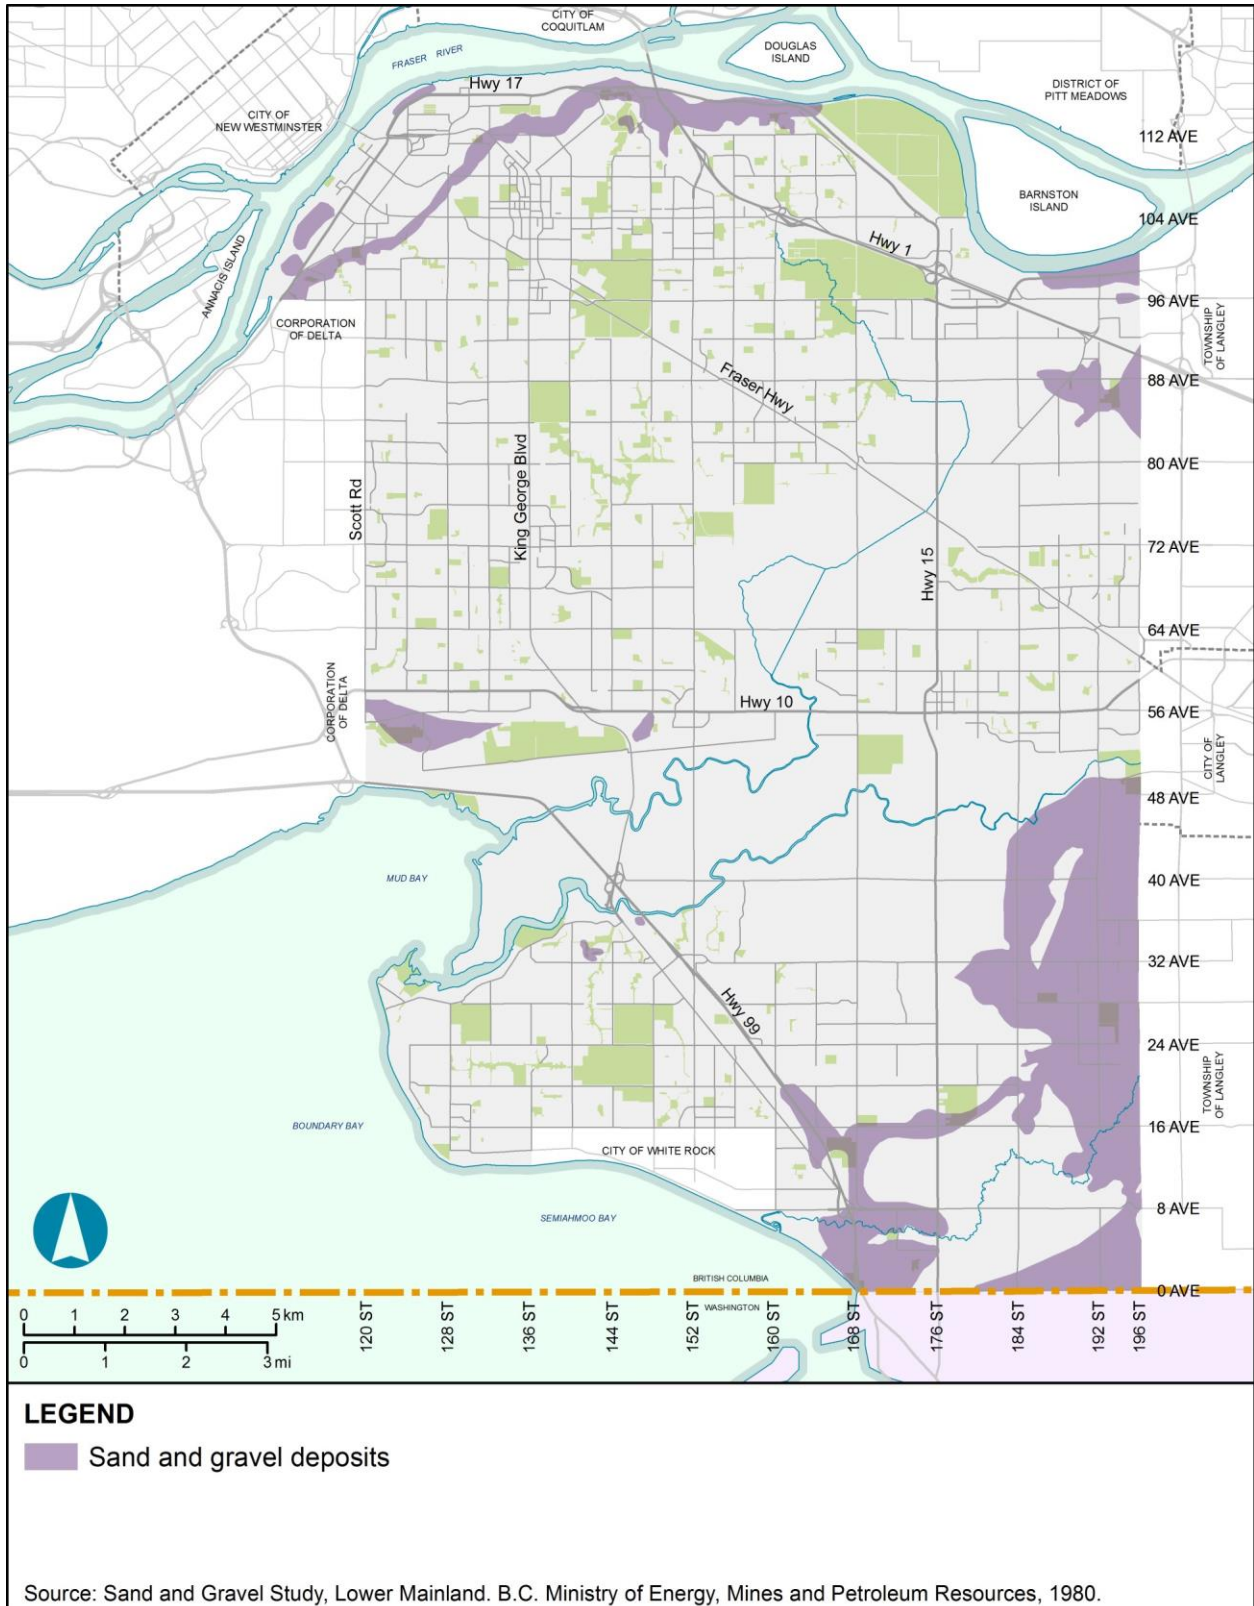 CITY OF
COQUITLAM
FRASER RIVER
DOUGLAS
ISLAND
Hwy 17
DISTRICT OF
PITT MEADOWS
CITY OF
NEW WESTMINSTER
112 AVE
BARNSTON
ISLAND
104 AVE
Hwy 1
ANNACIS ISLAND
96 AVE
CORPORATION
OF DELTA
TOWNSHIP
OF LANGLEY
Fraser Hwy
88 AVE
King George Blvd
80 AVE
Scott Rd
72 AVE
Hwy 15
64 AVE
CORPORATION
OF DELTA
Hwy 10
56 AVE
CITY OF
LANGLEY
48 AVE
MUD BAY
40 AVE
32 AVE
Hwy 99
24 AVE
TOWNSHIP
OF LANGLEY
BOUNDARY BAY
16 AVE
CITY OF WHITE ROCK
8 AVE
SEMIAHMOO BAY
BRITISH COLUMBIA
0 AVE
WASHINGTON
0 1 2 3 4 5 km
0 1 2 3 mi
120 ST
128 ST
136 ST
144 ST
152 ST
160 ST
168 ST
176 ST
184 ST
192 ST
196 ST
LEGEND
Sand and gravel deposits
Source: Sand and Gravel Study, Lower Mainland. B.C. Ministry of Energy, Mines and Petroleum Resources, 1980.